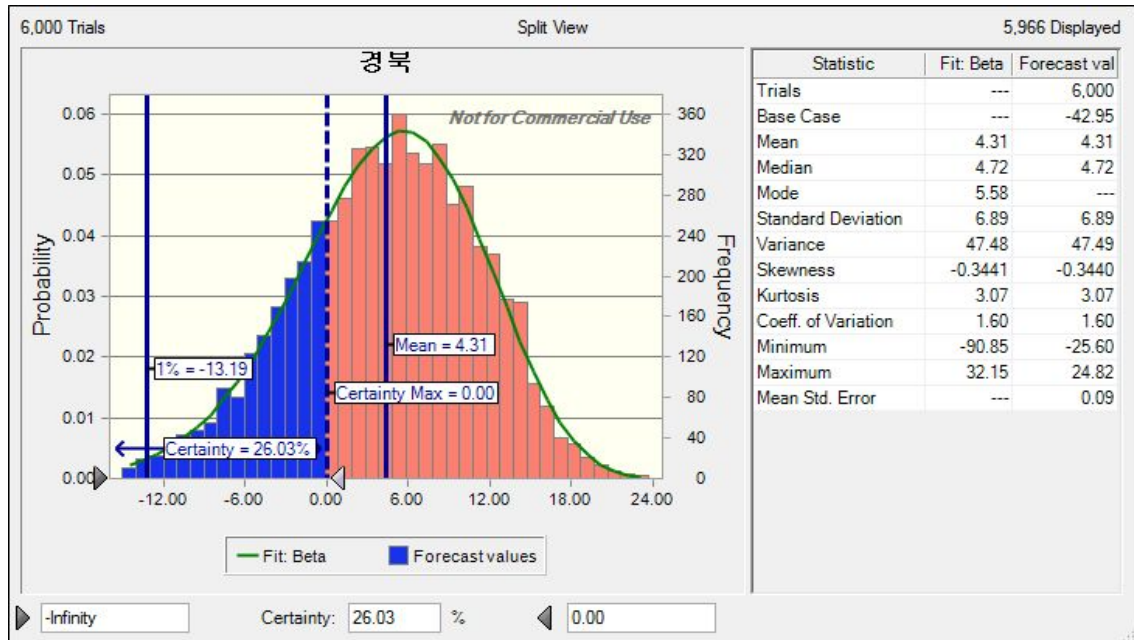 6,000 Trials Split View 5,966 Displayed
경북
Not for Commercial Use
Probability
0.06
0.05
0.04
0.03
0.02
0.01
0.00
Frequency
360
320
280
240
200
160
120
80
40
0
Mean = 4.31
1% = -13.19
Certainty Max = 0.00
Certainty = 26.03%
-12.00 -6.00 0.00 6.00 12.00 18.00 24.00
Fit: Beta Forecast values
Statistic Fit: Beta Forecast val
Trials --- 6,000
Base Case --- -42.95
Mean 4.31 4.31
Median 4.72 4.72
Mode 5.58 ---
Standard Deviation 6.89 6.89
Variance 47.48 47.49
Skewness -0.3441 -0.3440
Kurtosis 3.07 3.07
Coeff. of Variation 1.60 1.60
Minimum -90.85 -25.60
Maximum 32.15 24.82
Mean Std. Error --- 0.09
-Infinity Certainty: 26.03 % 0.00